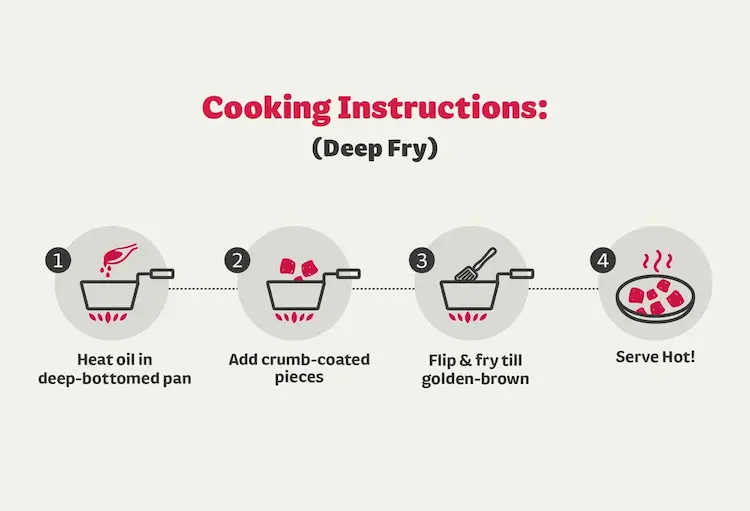 Cooking Instructions:
(Deep Fry)
1
Heat oil in
deep-bottomed pan
2
Add crumb-coated
pieces
3
Flip & fry till
golden-brown
4
Serve Hot!